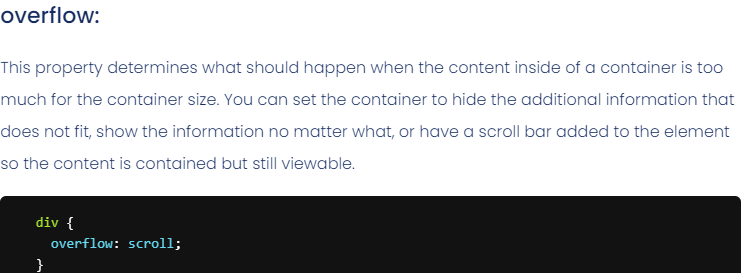 overflow:
This property determines what should happen when the content inside of a container is too
much for the container size. You can set the container to hide the additional information that
does not fit, show the information no matter what, or have a scroll bar added to the element
so the content is contained but still viewable.
div {
  overflow: scroll;
}